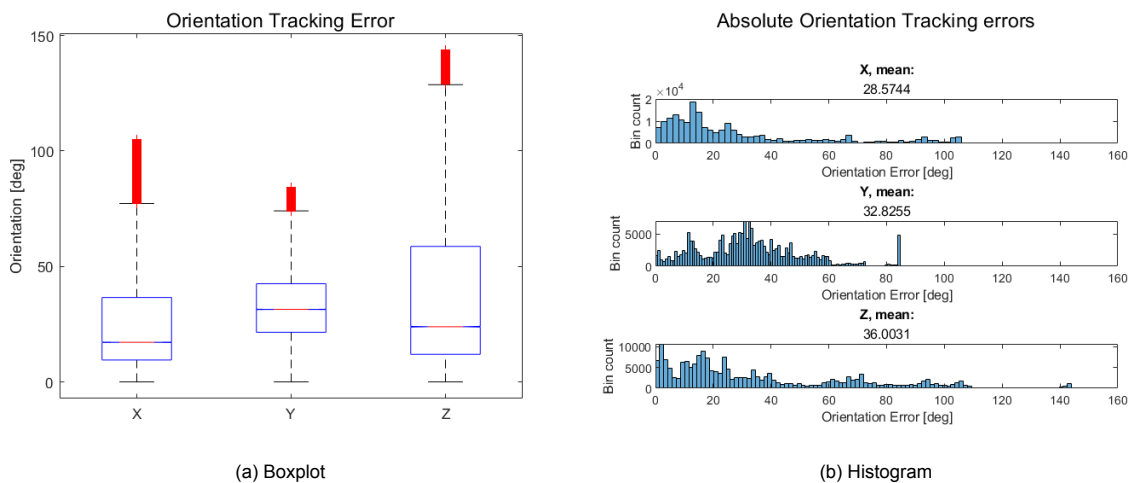 Orientation Tracking Error
150
100
50
0
Orientation [deg]
X
Y
Z
(a) Boxplot
Absolute Orientation Tracking errors
X, mean:
28.5744
×10^4
2
1
0
Bin count
0 20 40 60 80 100 120 140 160
Orientation Error [deg]
Y, mean:
32.8255
5000
0
Bin count
0 20 40 60 80 100 120 140 160
Orientation Error [deg]
Z, mean:
36.0031
10000
5000
0
Bin count
0 20 40 60 80 100 120 140 160
Orientation Error [deg]
(b) Histogram